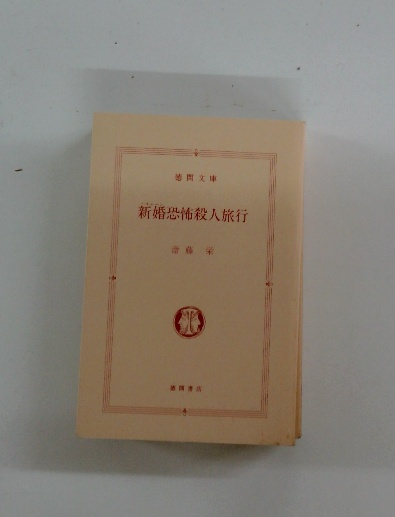 徳間文庫
新婚恐怖殺人旅行
斎藤 栄
徳間書店